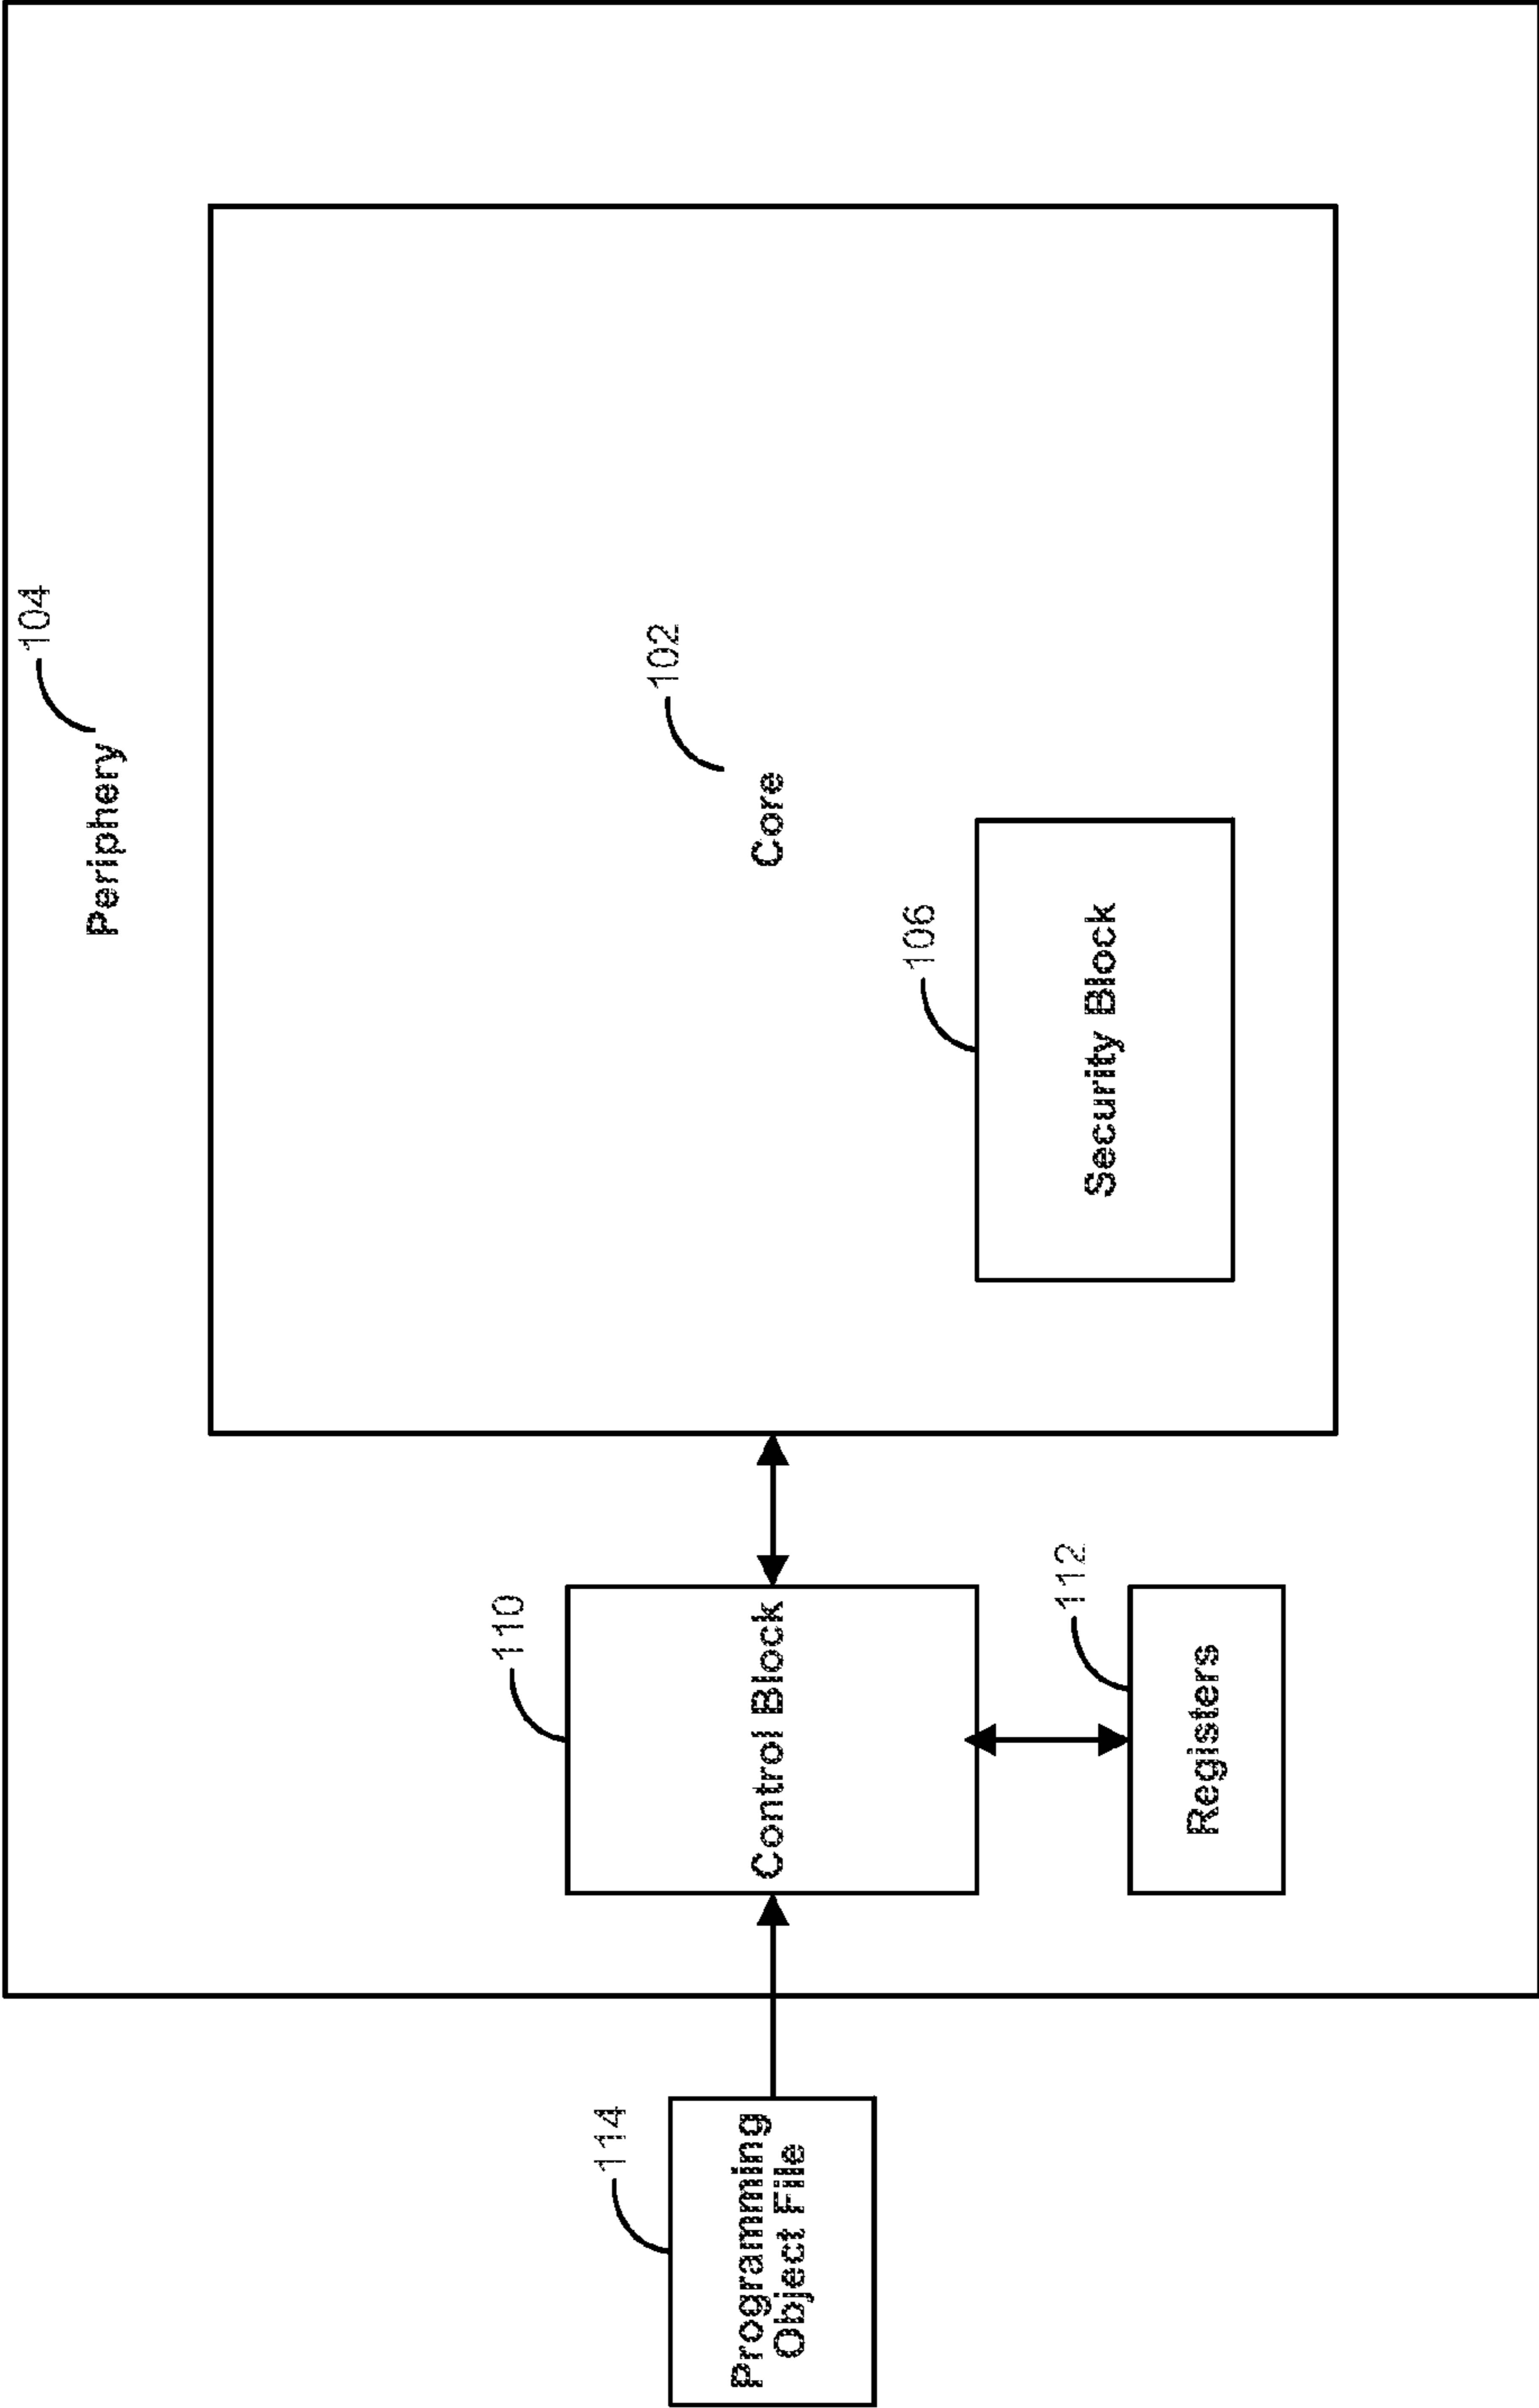 104
Periphery
102
Core
106
Security Block
110
Control Block
112
Registers
114
Programming
Object File